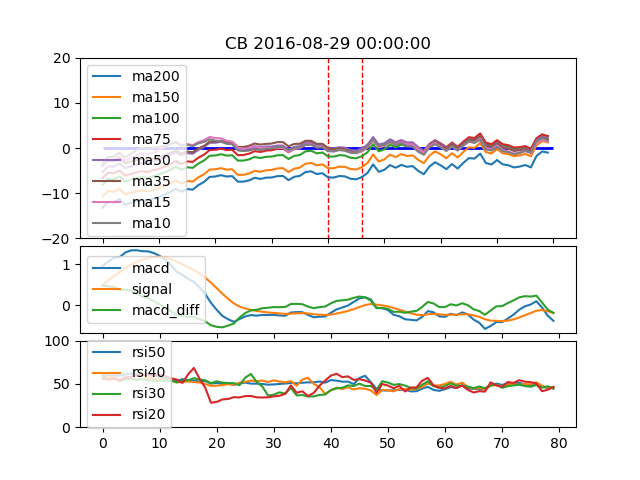 CB 2016-08-29 00:00:00
20
10
0
−10
−20
ma200
ma150
ma100
ma75
ma50
ma35
ma15
ma10
1
0
macd
signal
macd_diff
100
50
0
rsi50
rsi40
rsi30
rsi20
0 10 20 30 40 50 60 70 80